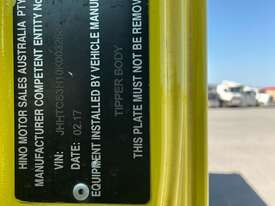 HINO MOTOR SALES AUSTRALIA PTY
MANUFACTURER COMPETENT ENTITY No
VIN:
DATE: 02.17
EQUIPMENT INSTALLED BY VEHICLE MANU
TIPPER BODY
THIS PLATE MUST NOT BE REMOVE